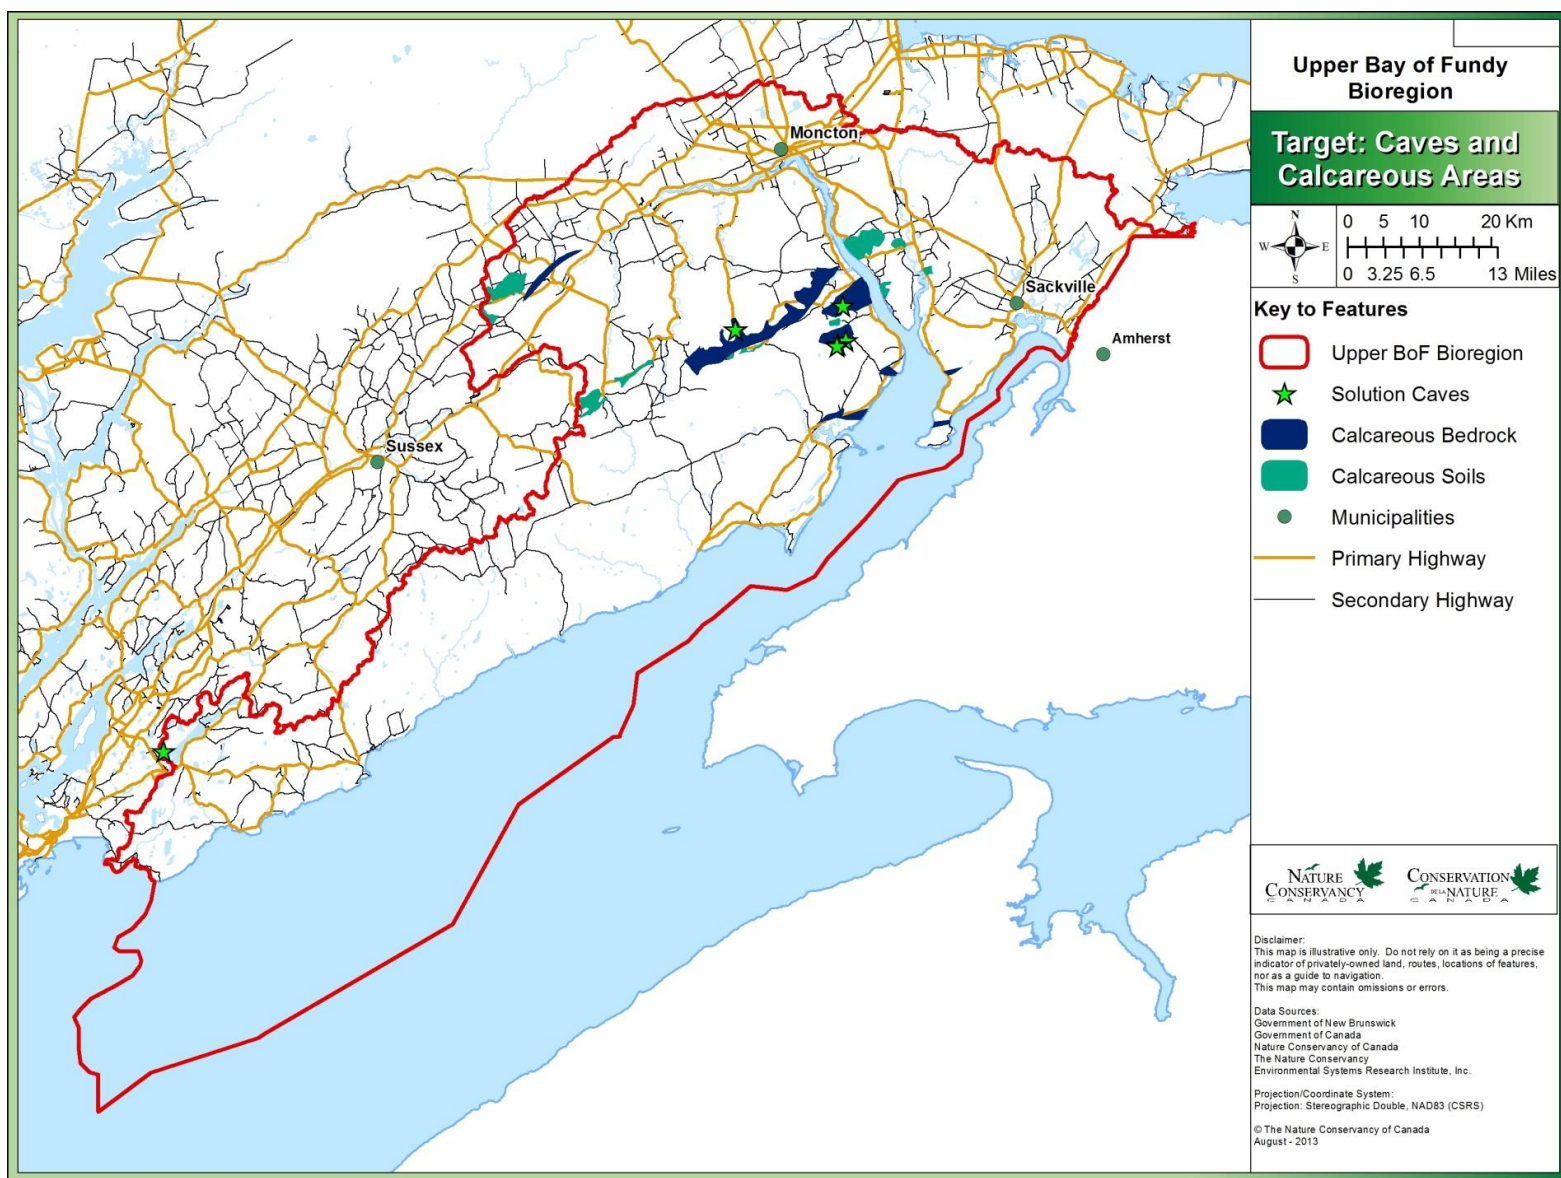 Moncton
Sackville
Amherst
Sussex
Upper Bay of Fundy
Bioregion
Target: Caves and
Calcareous Areas
N
W E
S
0 5 10 20 Km
0 3.25 6.5 13 Miles
Key to Features
Upper BoF Bioregion
Solution Caves
Calcareous Bedrock
Calcareous Soils
Municipalities
Primary Highway
Secondary Highway
NATURE
CONSERVANCY
CANADA
CONSERVATION
DE LA NATURE
CANADA
Disclaimer:
This map is illustrative only. Do not rely on it as being a precise
indicator of privately-owned land, routes, locations of features,
nor as a guide to navigation.
This map may contain omissions or errors.
Data Sources:
Government of New Brunswick
Government of Canada
Nature Conservancy of Canada
The Nature Conservancy
Environmental Systems Research Institute, Inc.
Projection/Coordinate System:
Projection: Stereographic Double, NAD83 (CSRS)
© The Nature Conservancy of Canada
August - 2013